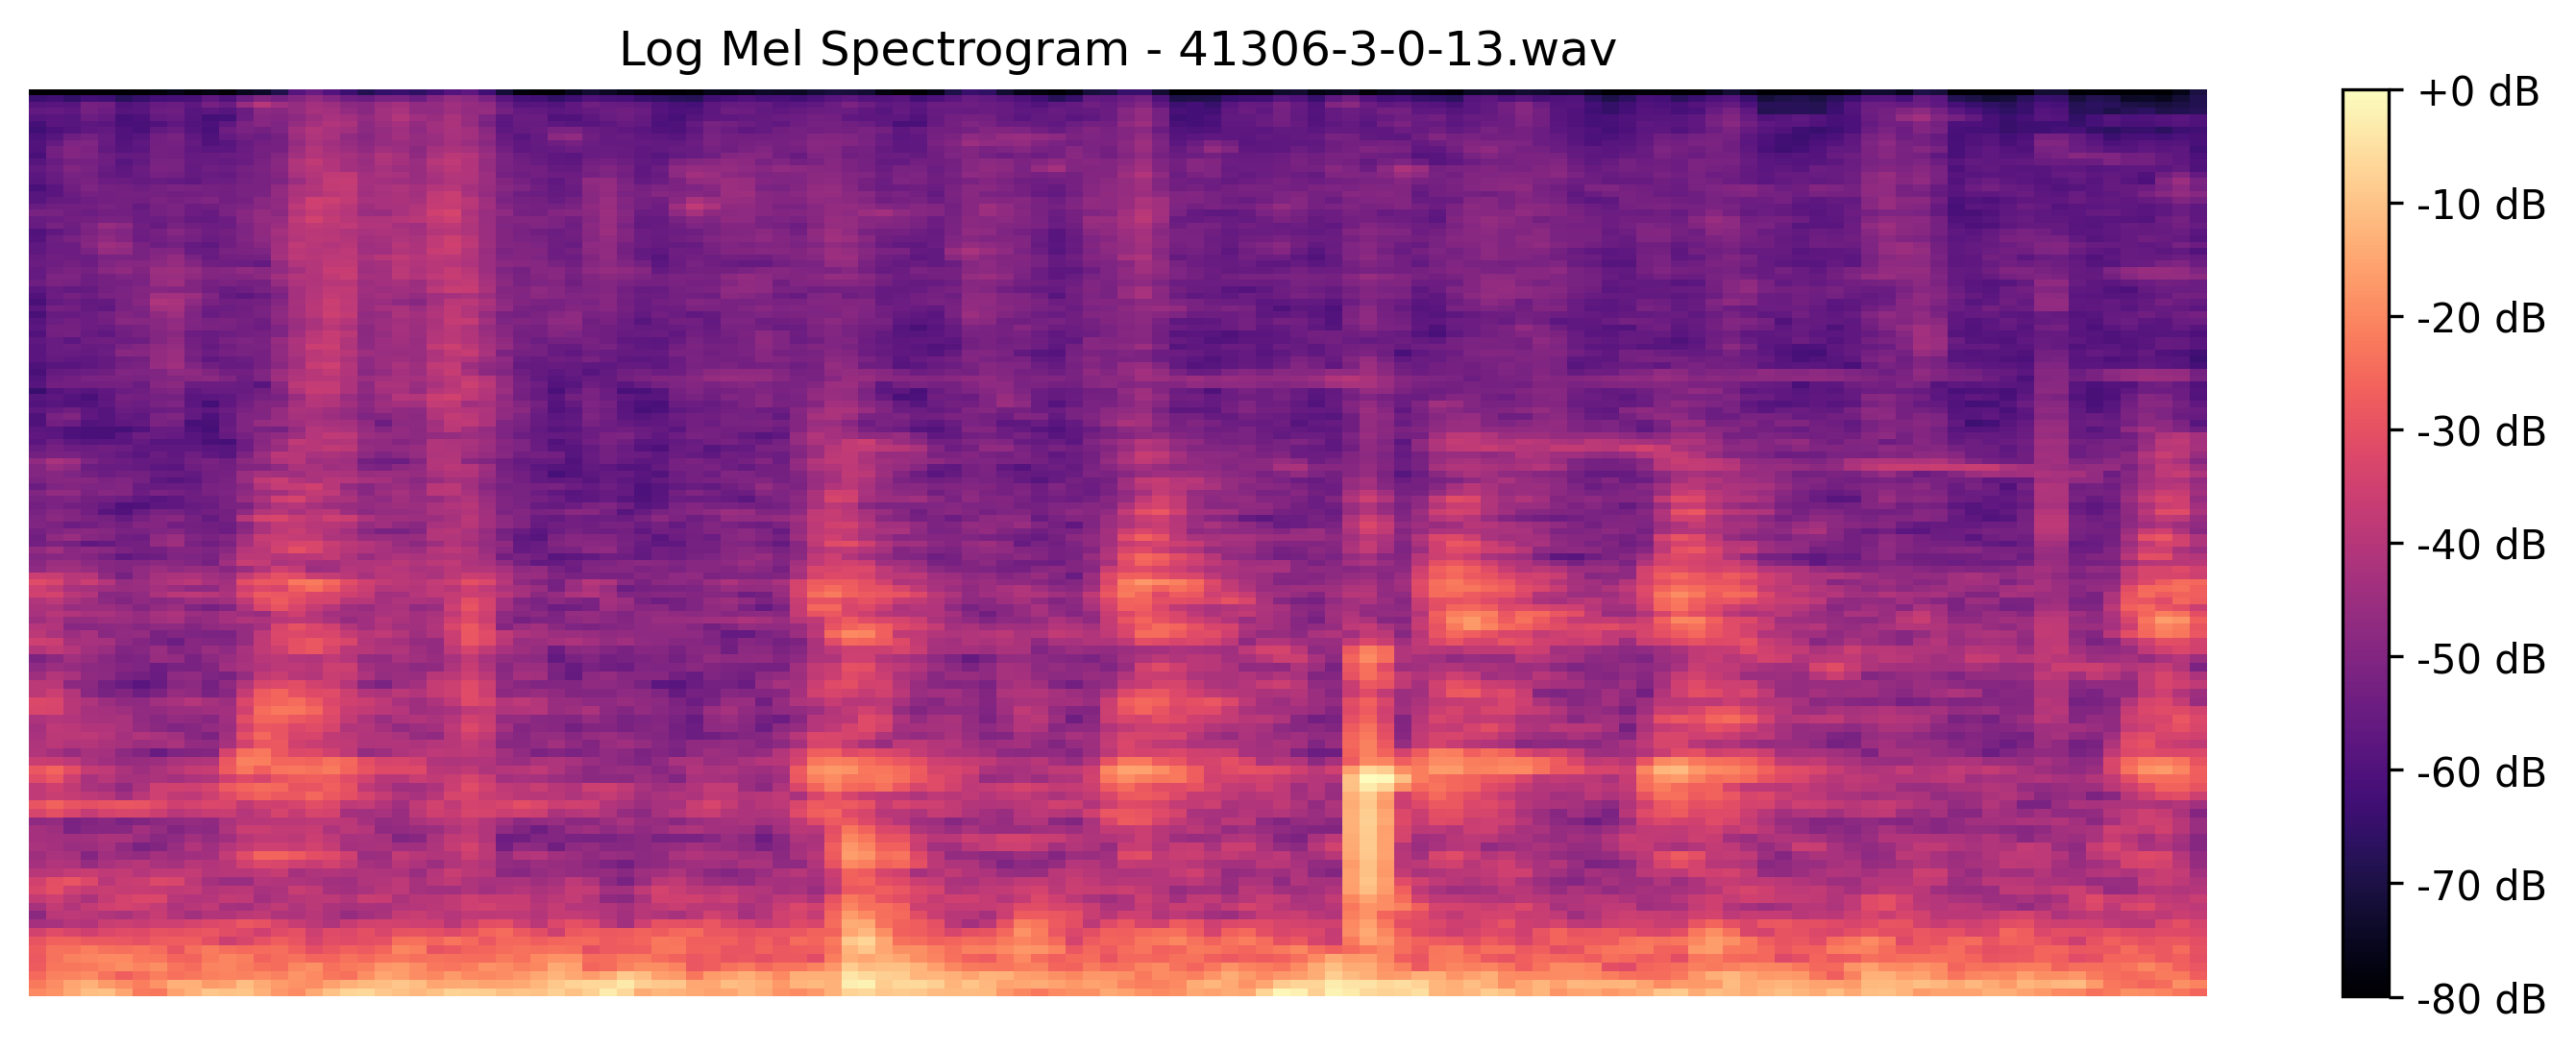 Log Mel Spectrogram - 41306-3-0-13.wav
+0 dB
-10 dB
-20 dB
-30 dB
-40 dB
-50 dB
-60 dB
-70 dB
-80 dB